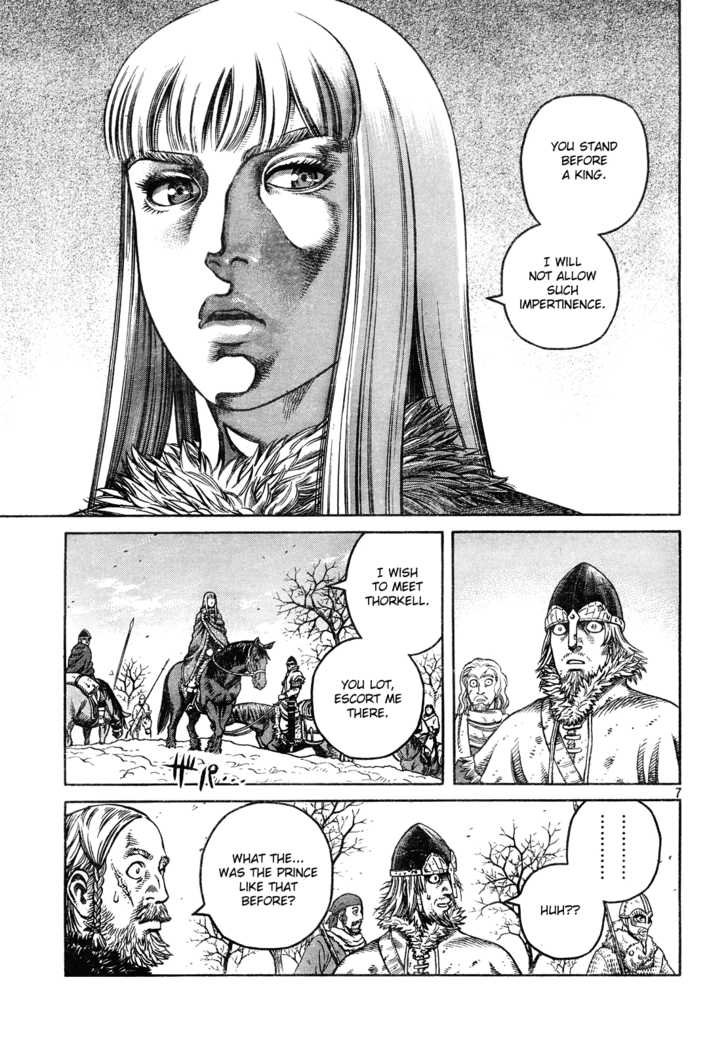 YOU STAND
BEFORE
A KING.
I WILL
NOT ALLOW
SUCH
IMPERTINENCE.
I WISH
TO MEET
THORKELL.
YOU LOT,
ESCORT ME
THERE.
7
......
HUH??
WHAT THE...
WAS THE PRINCE
LIKE THAT
BEFORE?